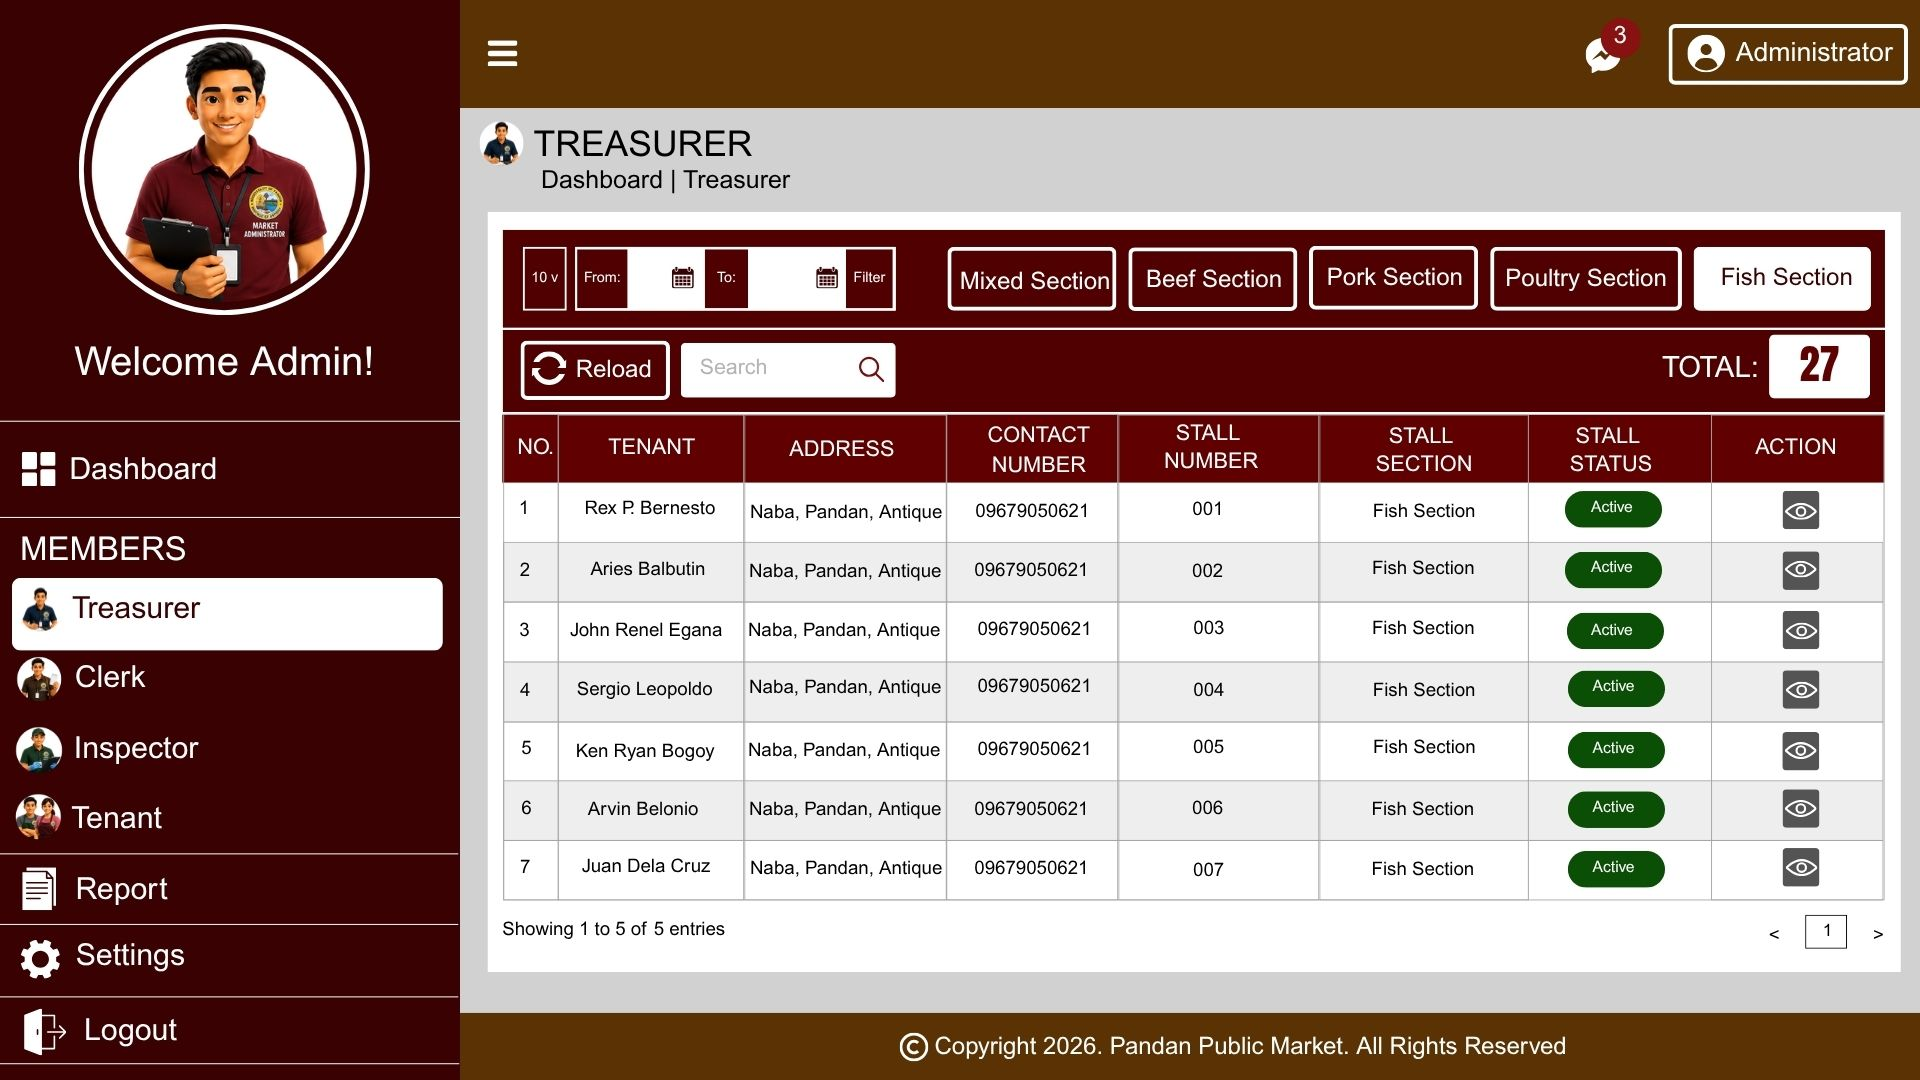 3
Administrator
MARKET
ADMINISTRATOR
Welcome Admin!
Dashboard
MEMBERS
Treasurer
Clerk
Inspector
Tenant
Report
Settings
Logout
TREASURER
Dashboard | Treasurer
10 v From: To: Filter Mixed Section Beef Section Pork Section Poultry Section Fish Section
Reload Search TOTAL: 27
NO. TENANT ADDRESS CONTACT NUMBER STALL NUMBER STALL SECTION STALL STATUS ACTION
1 Rex P. Bernesto Naba, Pandan, Antique 09679050621 001 Fish Section Active
2 Aries Balbutin Naba, Pandan, Antique 09679050621 002 Fish Section Active
3 John Renel Egana Naba, Pandan, Antique 09679050621 003 Fish Section Active
4 Sergio Leopoldo Naba, Pandan, Antique 09679050621 004 Fish Section Active
5 Ken Ryan Bogoy Naba, Pandan, Antique 09679050621 005 Fish Section Active
6 Arvin Belonio Naba, Pandan, Antique 09679050621 006 Fish Section Active
7 Juan Dela Cruz Naba, Pandan, Antique 09679050621 007 Fish Section Active
Showing 1 to 5 of 5 entries
< 1 >
© Copyright 2026. Pandan Public Market. All Rights Reserved